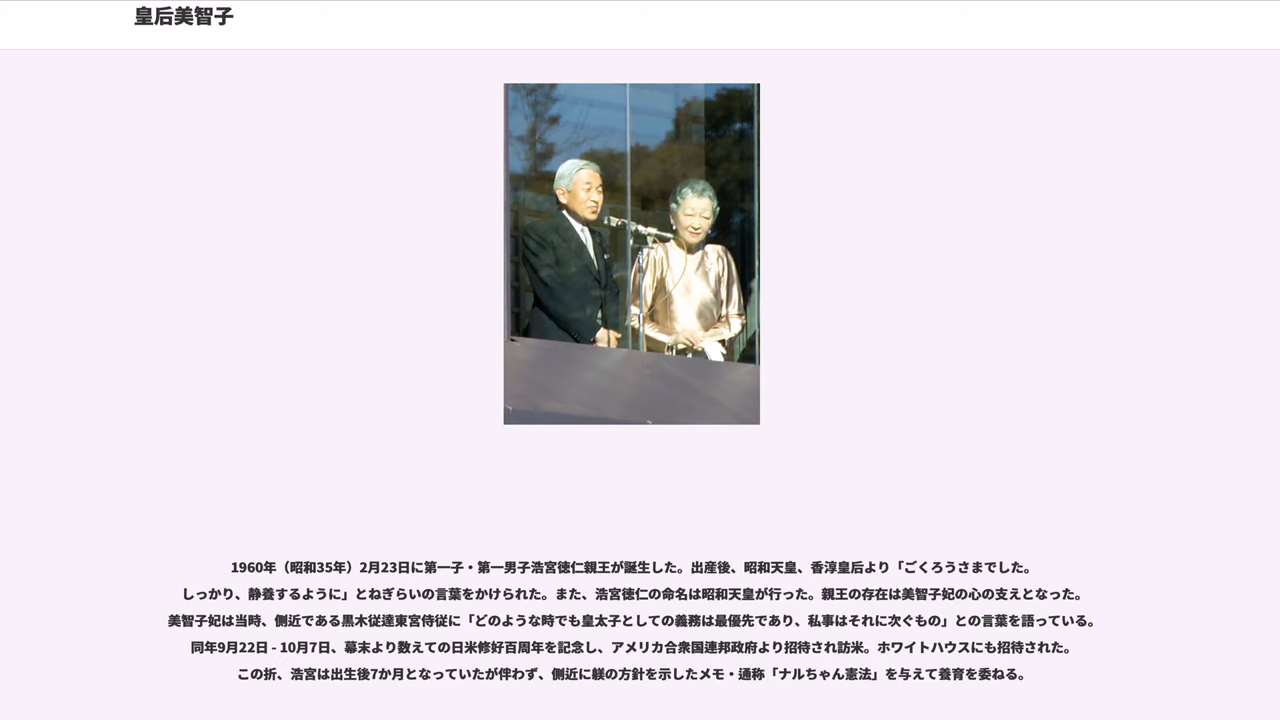 皇后美智子
1960年（昭和35年）2月23日に第一子・第一男子浩宮徳仁親王が誕生した。出産後、昭和天皇、香淳皇后より「ごくろうさまでした。
しっかり、静養するように」とねぎらいの言葉をかけられた。また、浩宮徳仁の命名は昭和天皇が行った。親王の存在は美智子妃の心の支えとなった。
美智子妃は当時、側近である黒木従達東宮侍従に「どのような時でも皇太子としての義務は最優先であり、私事はそれに次ぐもの」との言葉を語っている。
同年9月22日 - 10月7日、幕末より数えての日米修好百周年を記念し、アメリカ合衆国連邦政府より招待され訪米。ホワイトハウスにも招待された。
この折、浩宮は出生後7か月となっていたが伴わず、側近に躾の方針を示したメモ・通称「ナルちゃん憲法」を与えて養育を委ねる。